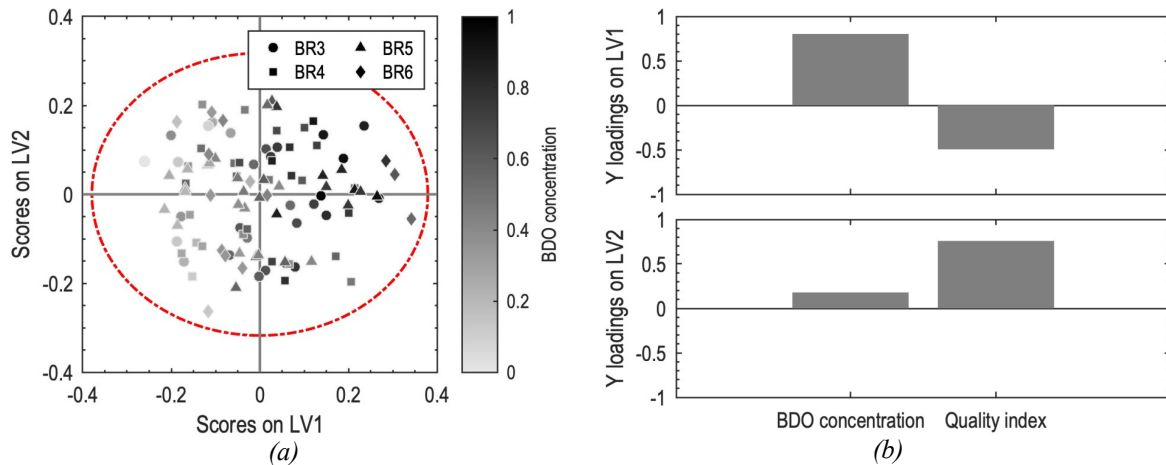 0.4
0.2
0
-0.2
-0.4
Scores on LV2
-0.4
-0.2
0
0.2
0.4
Scores on LV1
BR3
BR5
BR4
BR6
1
0.8
0.6
0.4
0.2
0
BDO concentration
(a)
1
0.5
0
-0.5
-1
Y loadings on LV1
1
0.5
0
-0.5
-1
Y loadings on LV2
BDO concentration
Quality index
(b)